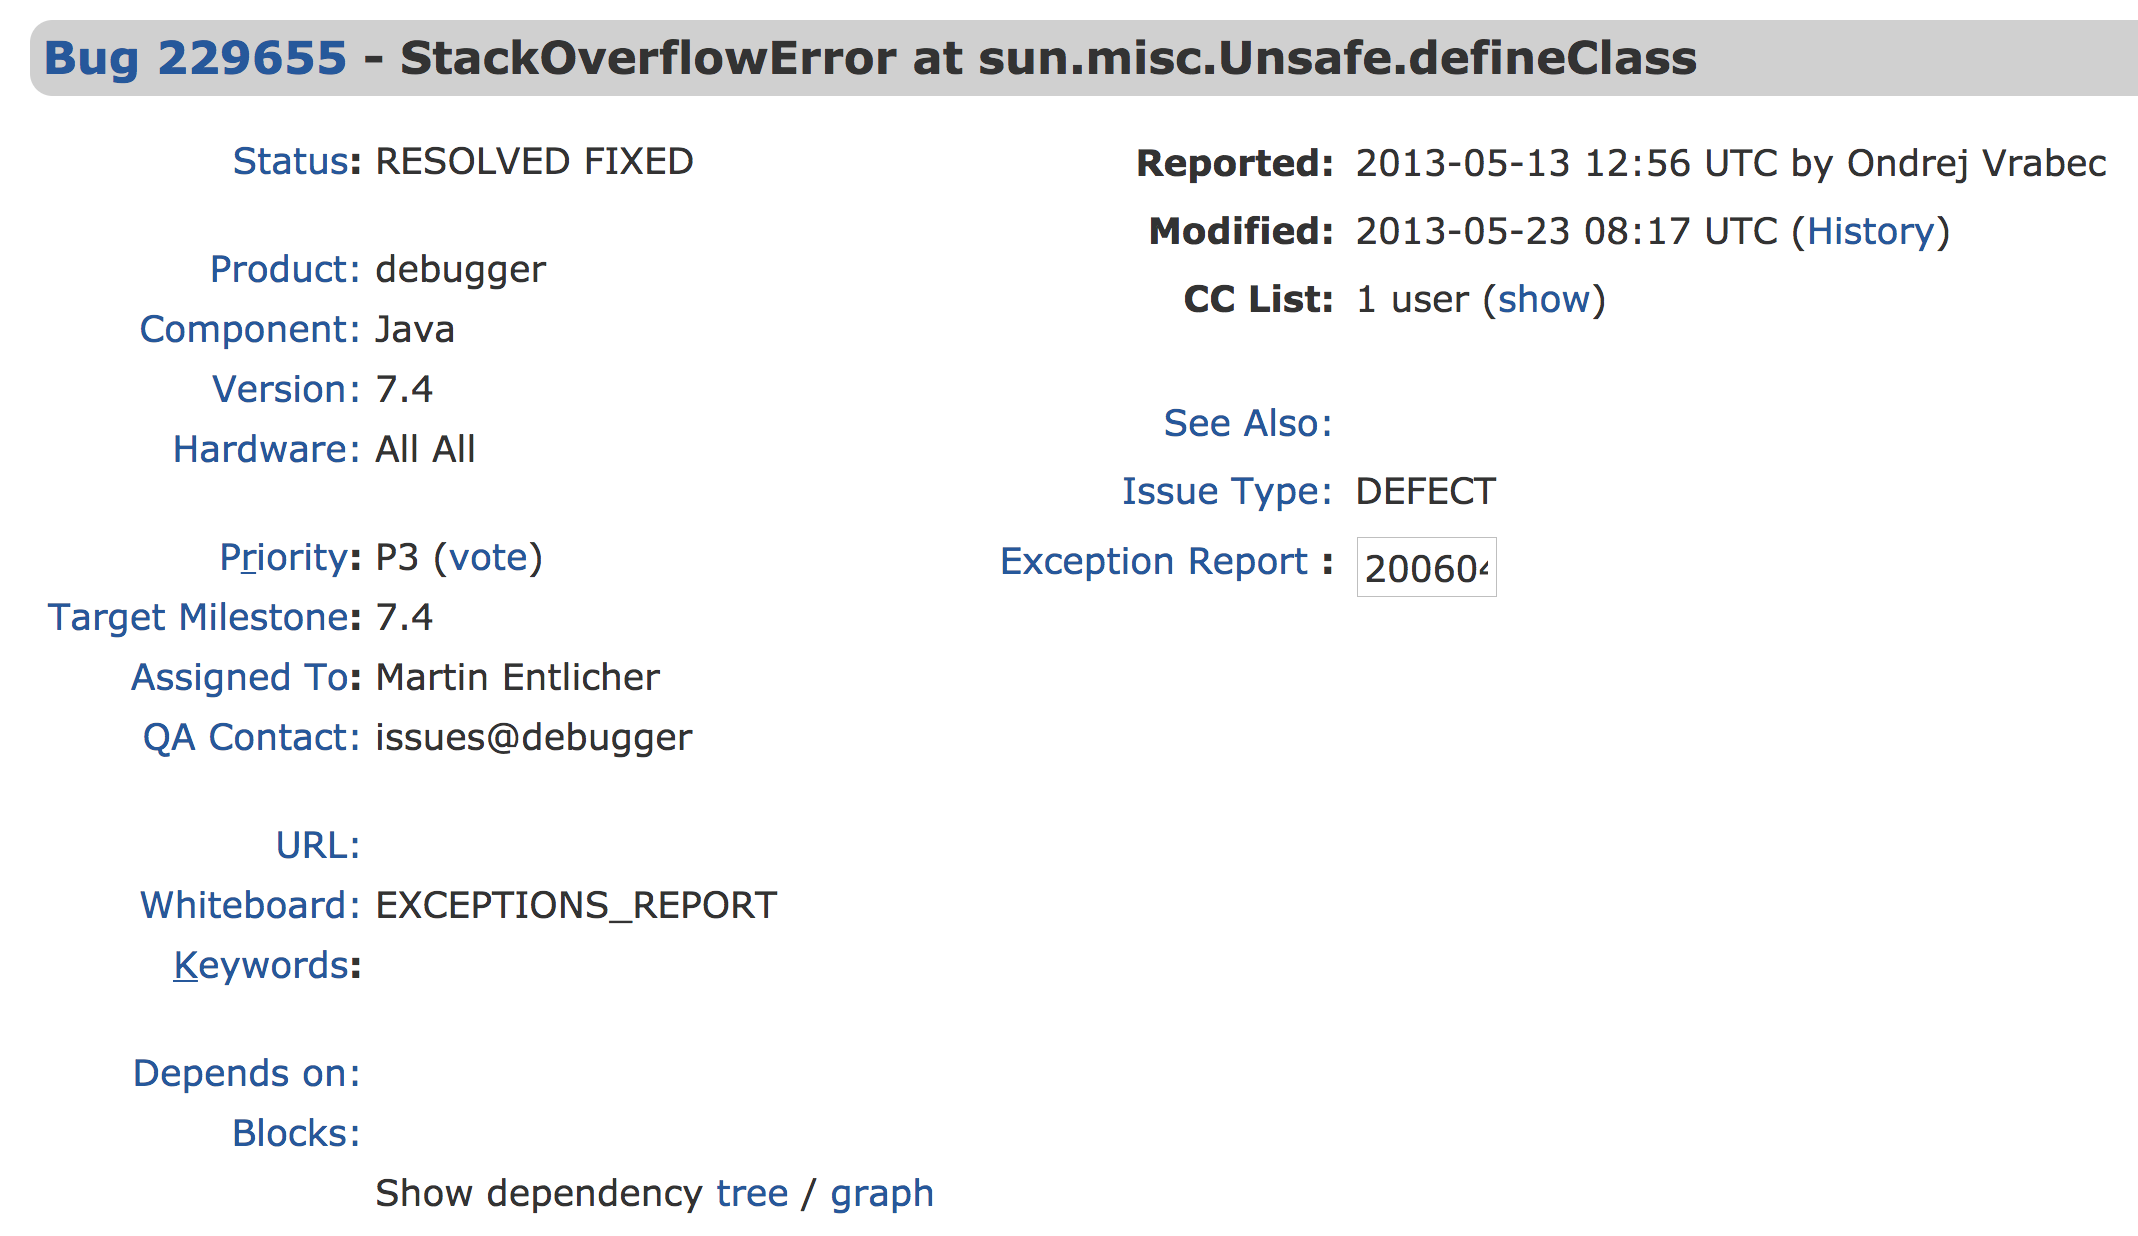 Bug 229655 - StackOverflowError at sun.misc.Unsafe.defineClass
Status: RESOLVED FIXED
Product: debugger
Component: Java
Version: 7.4
Hardware: All All
Priority: P3 (vote)
Target Milestone: 7.4
Assigned To: Martin Entlicher
QA Contact: issues@debugger
URL:
Whiteboard: EXCEPTIONS_REPORT
Keywords:
Depends on:
Blocks:
Show dependency tree / graph
Reported: 2013-05-13 12:56 UTC by Ondrej Vrabec
Modified: 2013-05-23 08:17 UTC (History)
CC List: 1 user (show)
See Also:
Issue Type: DEFECT
Exception Report : 200604